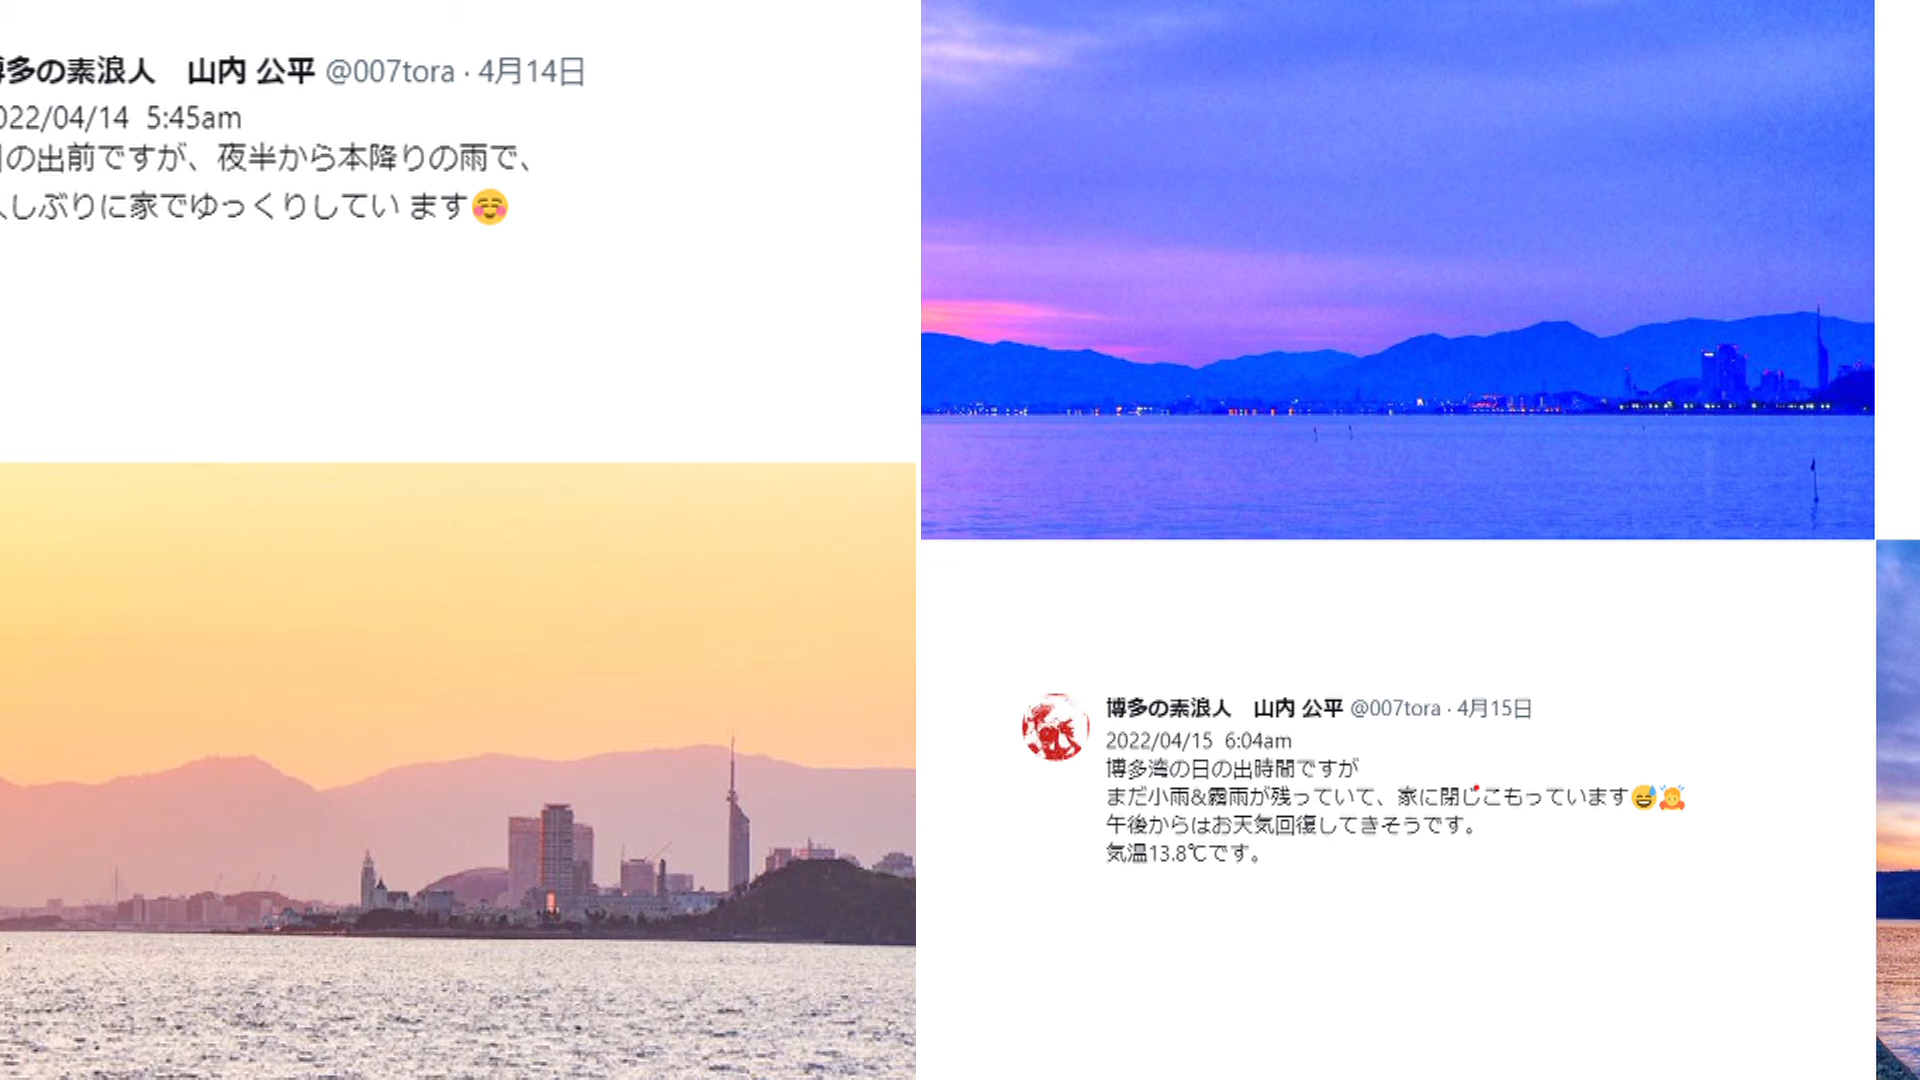 博多の素浪人　山内 公平 @007tora · 4月14日
2022/04/14 5:45am
日の出前ですが、夜半から本降りの雨で、
久しぶりに家でゆっくりしてい ます☺️
博多の素浪人　山内 公平 @007tora · 4月15日
2022/04/15 6:04am
博多湾の日の出時間ですが
まだ小雨&霧雨が残っていて、家に閉じこもっています😅🙇
午後からはお天気回復してきそうです。
気温13.8℃です。